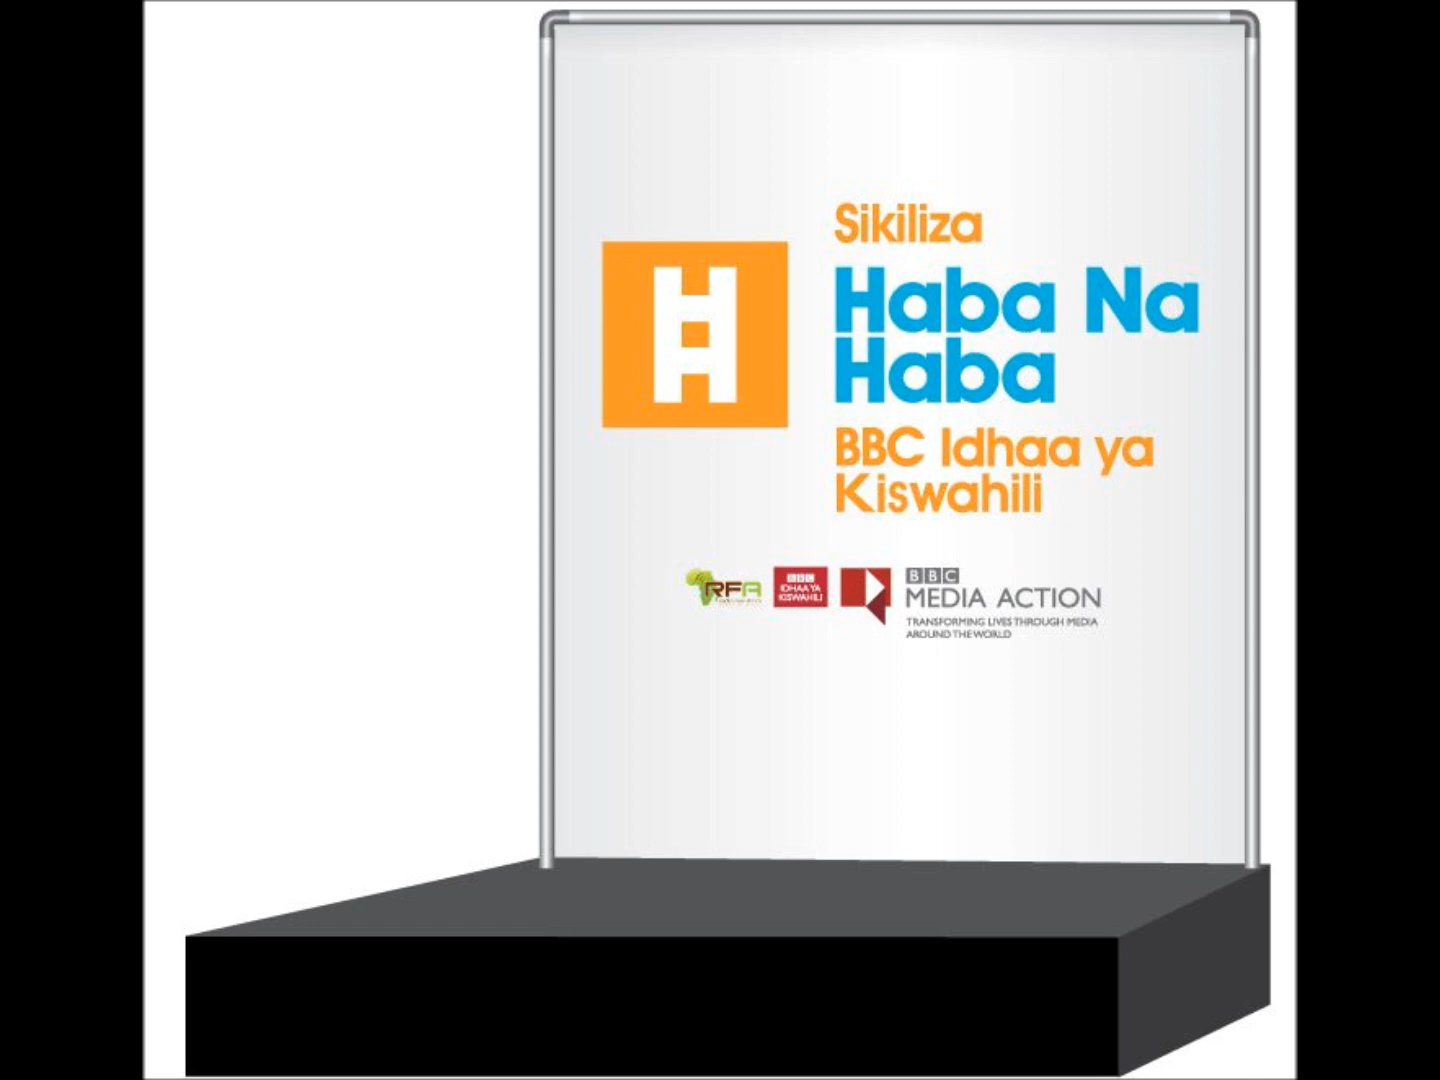 Sikiliza
Haba Na
Haba
BBC Idhaa ya
Kiswahili
RFA
BBC
IDHAA YA
KISWAHILI
BBC
MEDIA ACTION
TRANSFORMING LIVES THROUGH MEDIA
AROUND THE WORLD